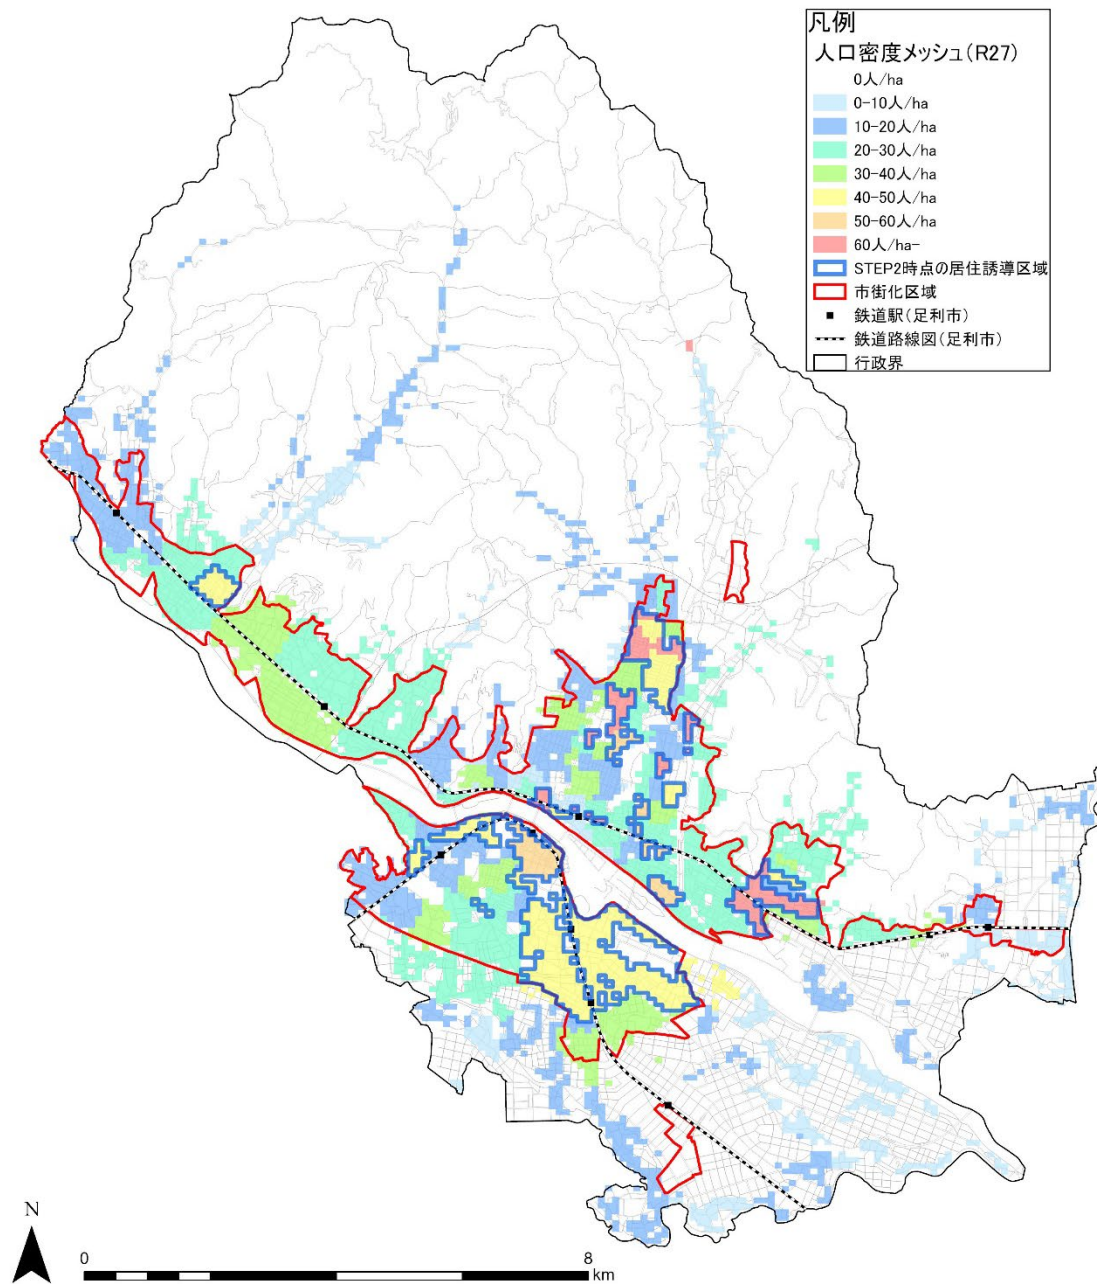 凡例
人口密度メッシュ(R27)
0人/ha
0-10人/ha
10-20人/ha
20-30人/ha
30-40人/ha
40-50人/ha
50-60人/ha
60人/ha-
STEP2時点の居住誘導区域
市街化区域
鉄道駅(足利市)
鉄道路線図(足利市)
行政界
N
0 8
km